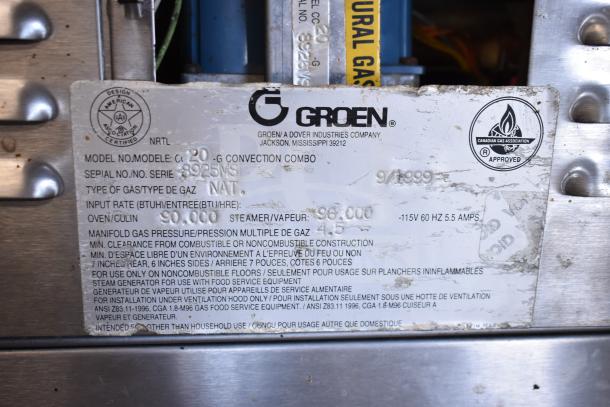 MODEL CC 20 -G
SERIAL NO. 8925MS
NATURAL GAS
DESIGN
AMERICAN
ASSOCIATION
CERTIFIED
NRTL
G GROEN®
GROEN/ A DOVER INDUSTRIES COMPANY
JACKSON, MISSISSIPPI 39212
CANADIAN GAS ASSOCIATION
APPROVED
®
MODEL NO./MODELE: CC 20 -G CONVECTION COMBO
SERIAL NO./NO. SERIE: 8925MS 9/1999
TYPE OF GAS/TYPE DE GAZ NAT.
INPUT RATE (BTUH)/ENTREE(BTU/HRE)
OVEN/CULIN 90,000 STEAMER/VAPEUR: 98,000 -115V 60 HZ 5.5 AMPS
MANIFOLD GAS PRESSURE/PRESSION MULTIPLE DE GAZ 4.5
MIN. CLEARANCE FROM COMBUSTIBLE OR NONCOMBUSTIBLE CONSTRUCTION
MIN. D'ESPACE LIBRE D'UN ENVIRONNEMENT A L'EPREUVE DU FEU OU NON
7 INCHES REAR, 6 INCHES SIDES / ARRIERE 7 POUCES, COTES 6 POUCES
FOR USE ONLY ON NONCOMBUSTIBLE FLOORS / SEULEMENT POUR USAGE SUR PLANCHERS ININFLAMMABLES
STEAM GENERATOR FOR USE WITH FOOD SERVICE EQUIPMENT
GENERATEUR DE VAPEUR UTILISE POUR APPAREILS DE SERVICE ALIMENTAIRE
FOR INSTALLATION UNDER VENTILATION HOOD ONLY / POUR INSTALLATION SEULEMENT SOUS UNE HOTTE DE VENTILATION
ANSI Z83.11-1996, CGA 1.8-M96 GAS FOOD SERVICE EQUIPMENT. / ANSI Z83.11 1996, CGA 1.8-M96 CUISEUR A
VAPEUR ET GENERATEUR.
INTENDED FOR OTHER THAN HOUSEHOLD USE / CONCU POUR USAGE AUTRE QUE DOMESTIQUE